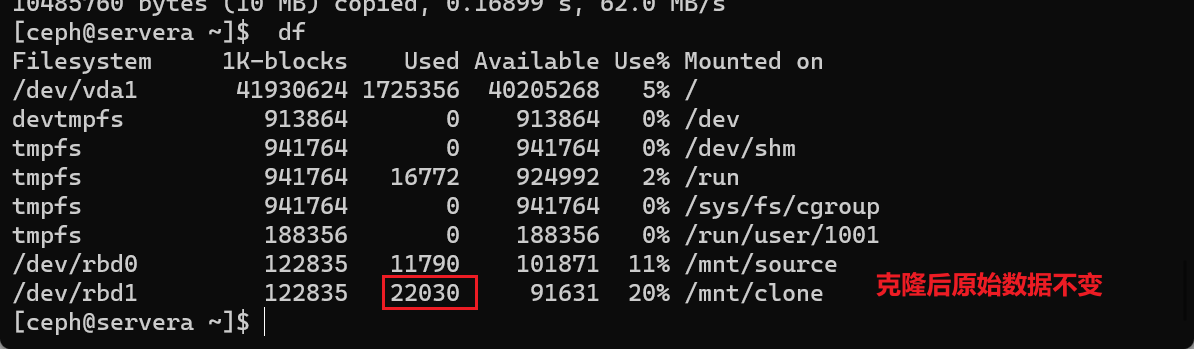 10485760 bytes (10 MB) copied, 0.16899 s, 62.0 MB/s
[ceph@servera ~]$  df
Filesystem     1K-blocks    Used Available Use% Mounted on
/dev/vda1       41930624 1725356  40205268   5% /
devtmpfs          913864       0    913864   0% /dev
tmpfs             941764       0    941764   0% /dev/shm
tmpfs             941764   16772    924992   2% /run
tmpfs             941764       0    941764   0% /sys/fs/cgroup
tmpfs             188356       0    188356   0% /run/user/1001
/dev/rbd0         122835   11790    101871  11% /mnt/source
/dev/rbd1         122835   22030     91631  20% /mnt/clone 克隆后原始数据不变
[ceph@servera ~]$